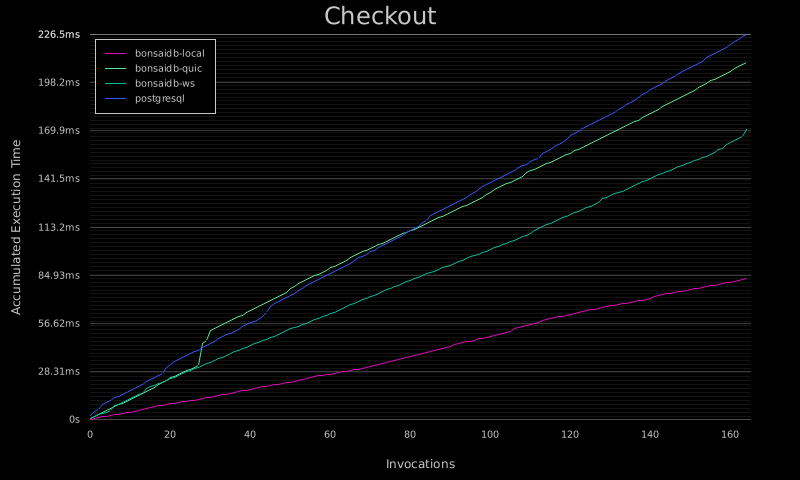 Checkout
226.5ms
198.2ms
169.9ms
141.5ms
113.2ms
84.93ms
56.62ms
28.31ms
0s
bonsaidb-local
bonsaidb-quic
bonsaidb-ws
postgresql
Accumulated Execution Time
0 20 40 60 80 100 120 140 160
Invocations